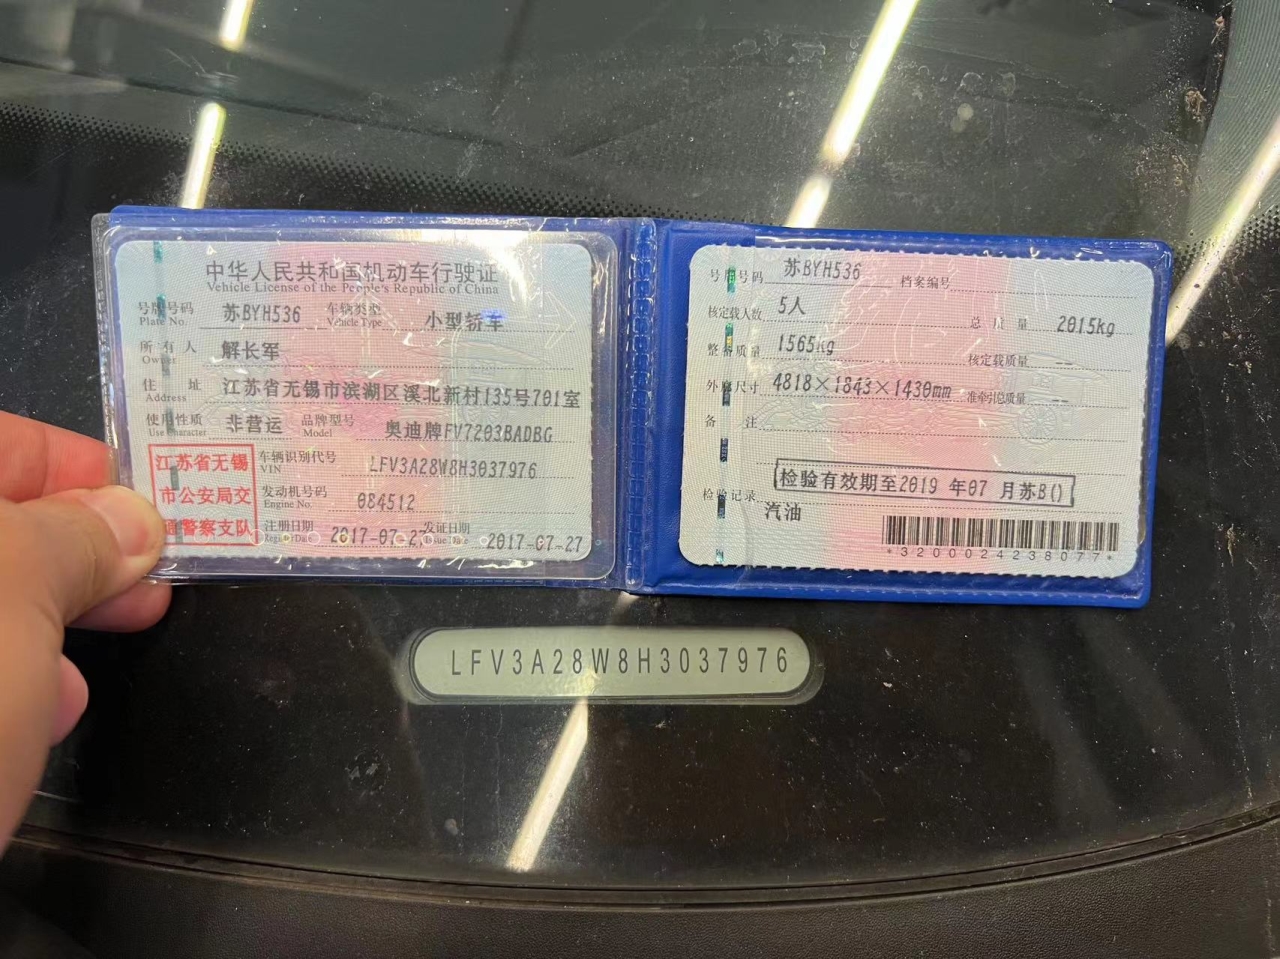 中华人民共和国机动车行驶证
Vehicle License of the People's Republic of China
号牌号码 苏BYH536 车辆类型 小型轿车
Plate No. Vehicle Type
所有人 解长军
Owner
住址 江苏省无锡市滨湖区溪北新村135号701室
Address
使用性质 非营运 品牌型号 奥迪牌FV7203BADBG
Use Character Model
江苏省无锡
市公安局交
通警察支队
车辆识别代号 LFV3A28W8H3037976
VIN
发动机号码 084512
Engine No.
注册日期 2017-07-27 发证日期 2017-07-27
Register Date Issue Date
号牌号码 苏BYH536 档案编号
核定载人数 5人 总质量 2015kg
整备质量 1565kg 核定载质量 --
外廓尺寸 4818×1843×1430mm 准牵引总质量 --
备注
检验有效期至2019 年07 月苏B()
检验记录
汽油
*3200024238077*
LFV3A28W8H3037976